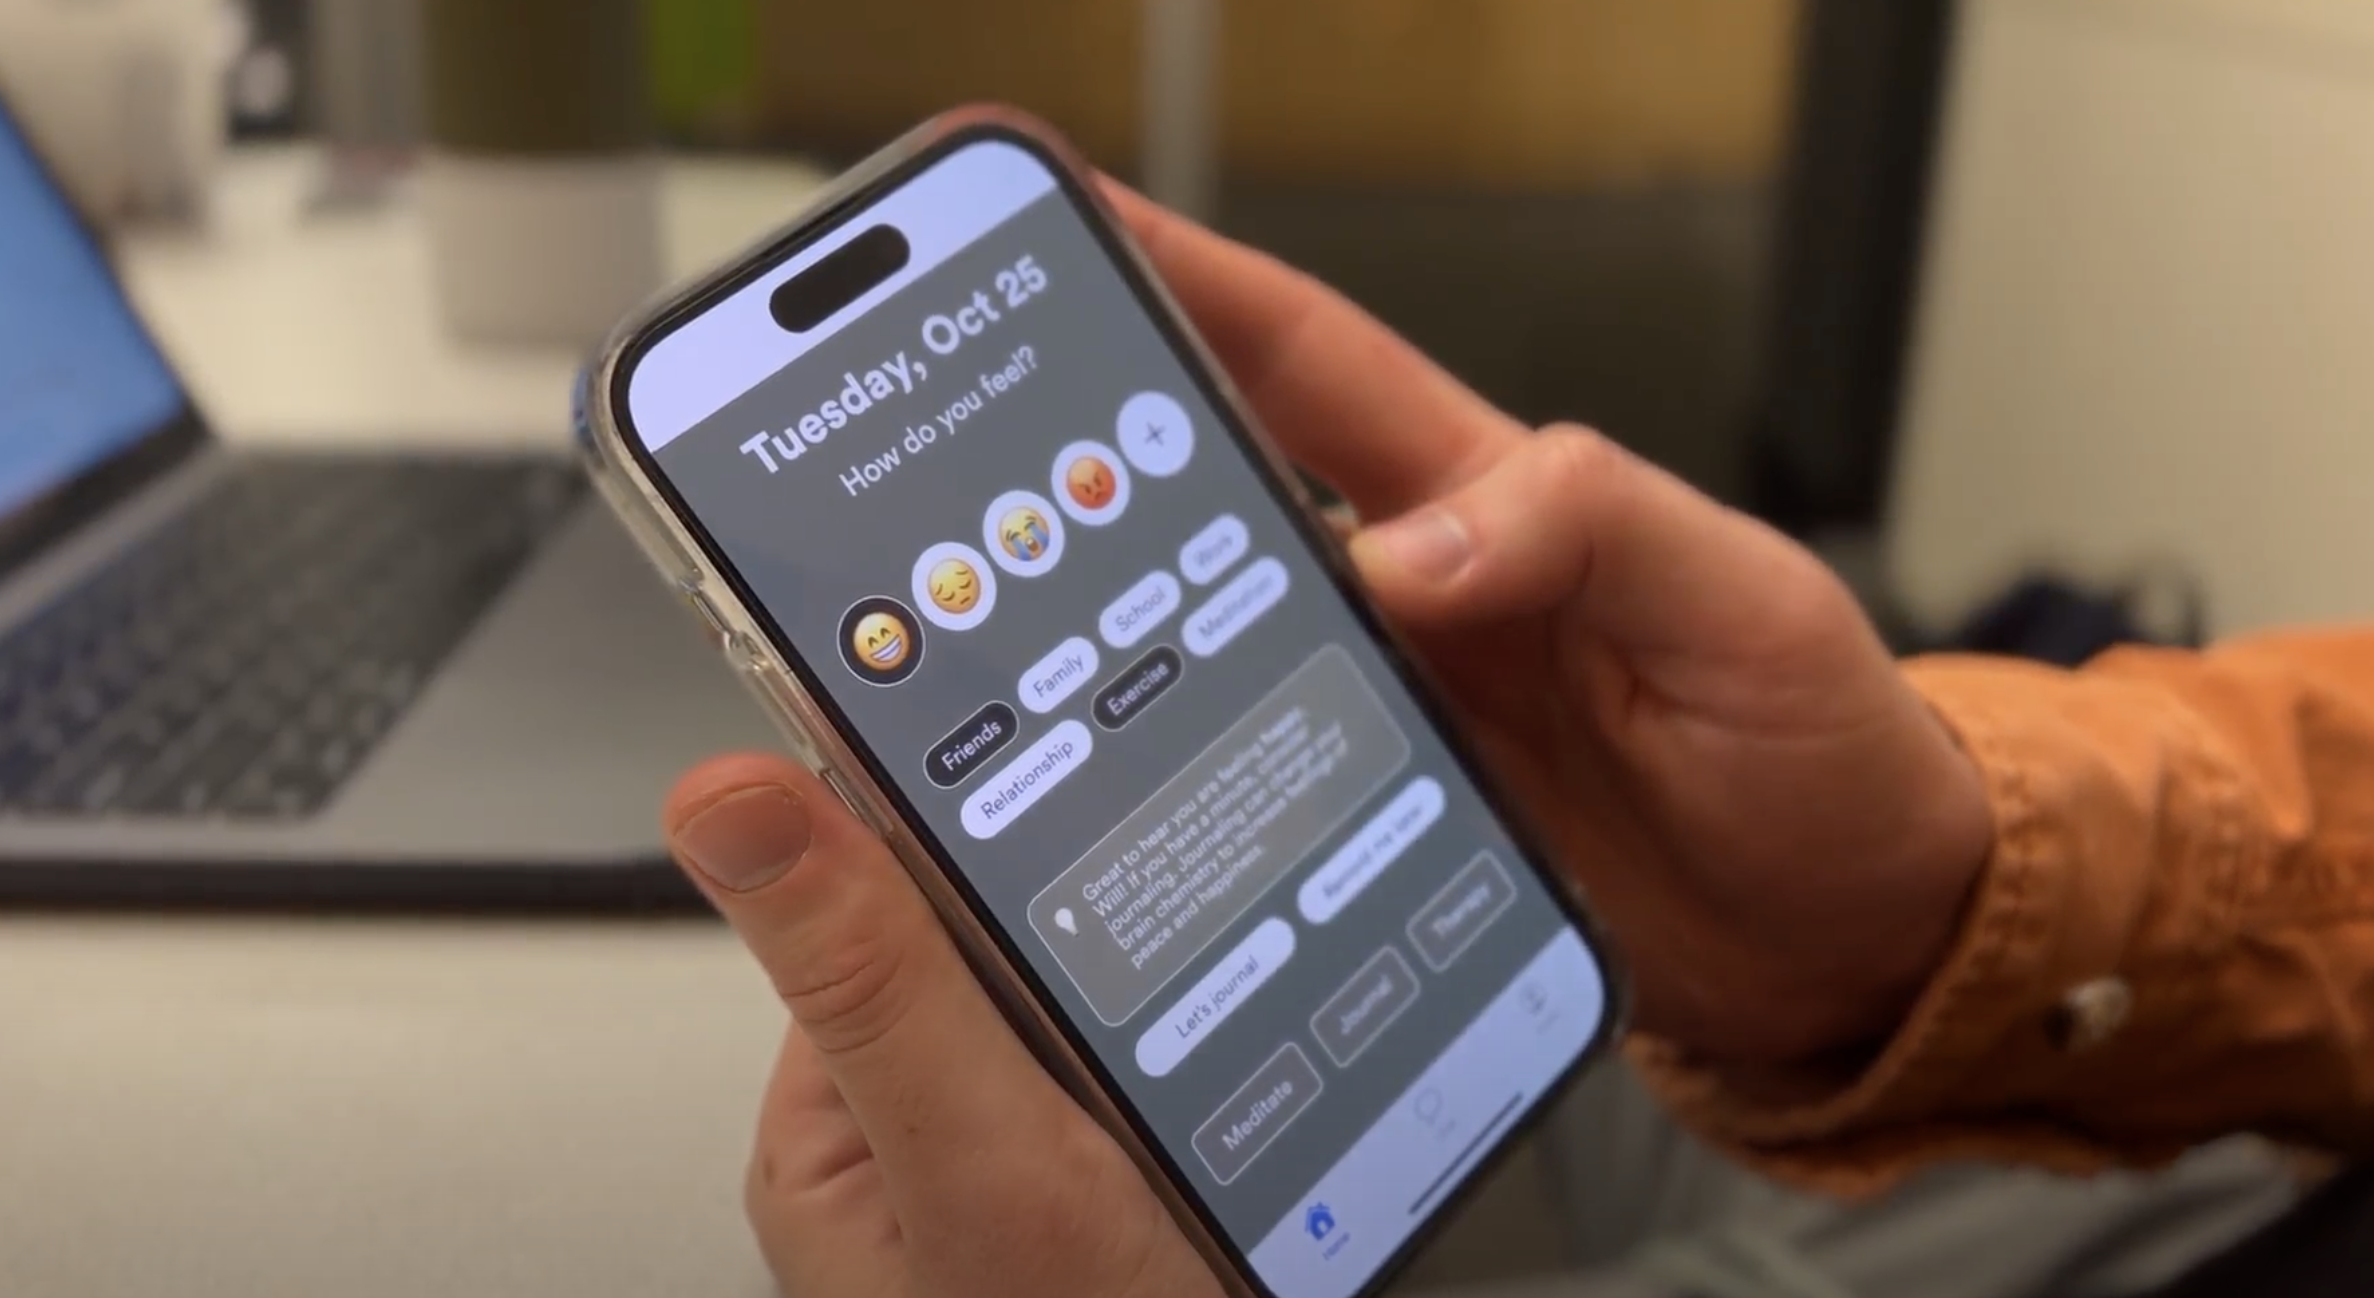 Tuesday, Oct 25
How do you feel?
Friends Family School Work
Relationship Exercise Meditation
Great to hear you are feeling happy,
Will! If you have a minute, consider
journaling. Journaling can change your
brain chemistry to increase feelings of
peace and happiness.
Let's journal Remind me later
Meditate Journal Therapy
Home